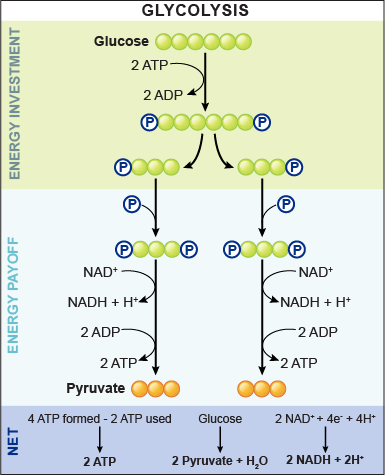 GLYCOLYSIS
ENERGY INVESTMENT
Glucose
2 ATP
2 ADP
P P
P P
P P
ENERGY PAYOFF
P P P P
NAD⁺ NAD⁺
NADH + H⁺ NADH + H⁺
2 ADP 2 ADP
2 ATP 2 ATP
Pyruvate
NET
4 ATP formed - 2 ATP used Glucose 2 NAD⁺ + 4e⁻ + 4H⁺
2 ATP 2 Pyruvate + H₂O 2 NADH + 2H⁺